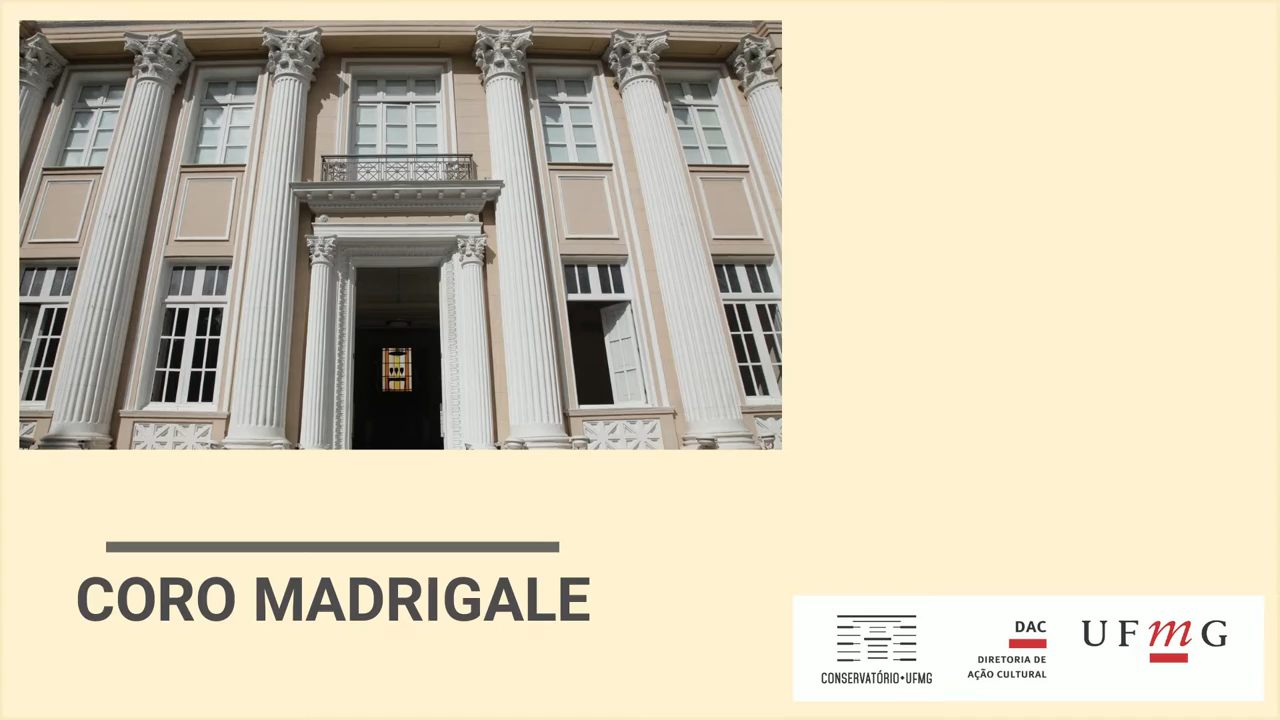 CORO MADRIGALE
CONSERVATÓRIO+UFMG
DAC
DIRETORIA DE
AÇÃO CULTURAL
UFmG